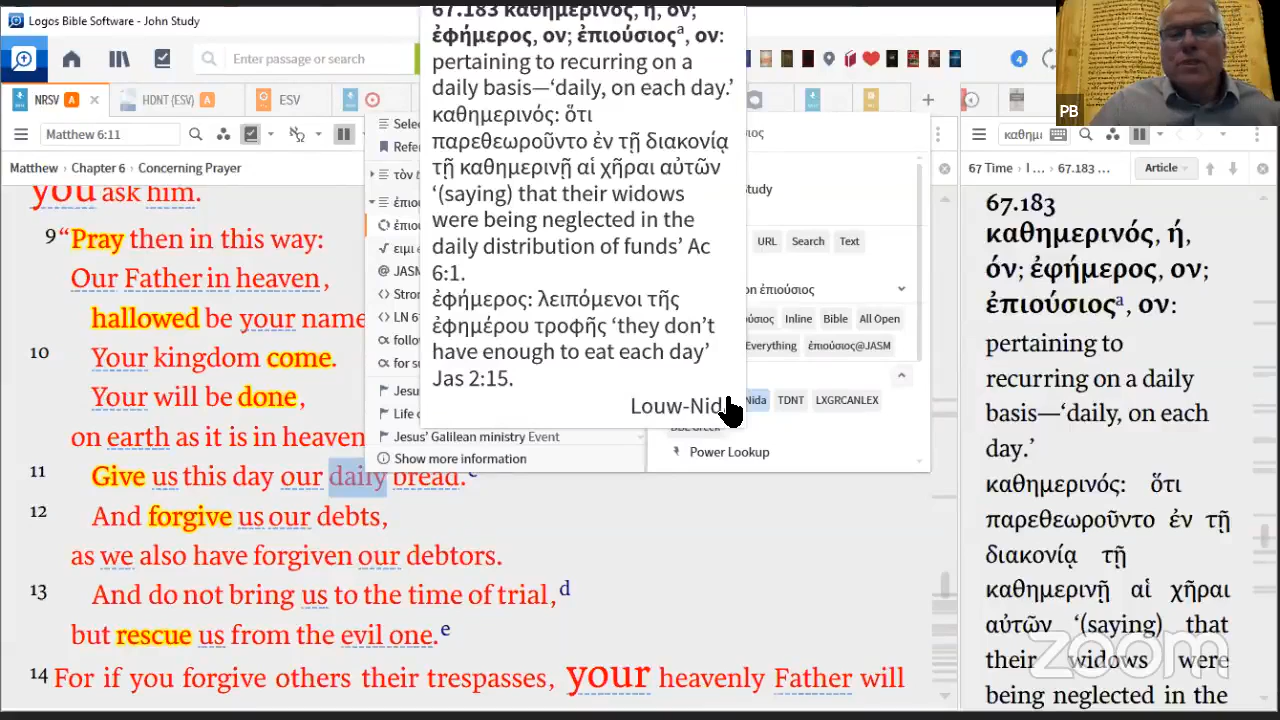 Logos Bible Software - John Study
Enter passage or search
4
NRSV A
HDNT (ESV) A
ESV
Matthew 6:11
Matthew Chapter 6 Concerning Prayer
you ask him.
9 “Pray then in this way:
Our Father in heaven,
hallowed be your name
10 Your kingdom come.
Your will be done,
on earth as it is in heaven
11 Give us this day our daily bread.
12 And forgive us our debts,
as we also have forgiven our debtors.
13 And do not bring us to the time of trial,d
but rescue us from the evil one.e
14 For if you forgive others their trespasses, your heavenly Father will
Show more information
Jesus’ Galilean ministry Event
67.183 καθημερινός, ή, όν;
ἐφήμερος, ον; ἐπιούσιοςa, ον:
pertaining to recurring on a
daily basis—‘daily, on each day.’
καθημερινός: ὅτι
παρεθεωροῦντο ἐν τῇ διακονίᾳ
τῇ καθημερινῇ αἱ χῆραι αὐτῶν
‘(saying) that their widows
were being neglected in the
daily distribution of funds’ Ac
6:1.
ἐφήμερος: λειπόμενοι τῆς
ἐφημέρου τροφῆς ‘they don’t
have enough to eat each day’
Jas 2:15.
Louw-Nid
URL Search Text
Inline Bible All Open
Everything ἐπιούσιος@JASM
Nida TDNT LXGRCANLEX
Power Lookup
PB
καθημ
67 Time I ... 67.183 ... Article
67.183
καθημερινός, ή,
όν; ἐφήμερος, ον;
ἐπιούσιοςa, ον:
pertaining to
recurring on a daily
basis—‘daily, on each
day.’
καθημερινός: ὅτι
παρεθεωροῦντο ἐν τῇ
διακονίᾳ τῇ
καθημερινῇ αἱ χῆραι
αὐτῶν ‘(saying) that
their widows were
being neglected in the
zoom